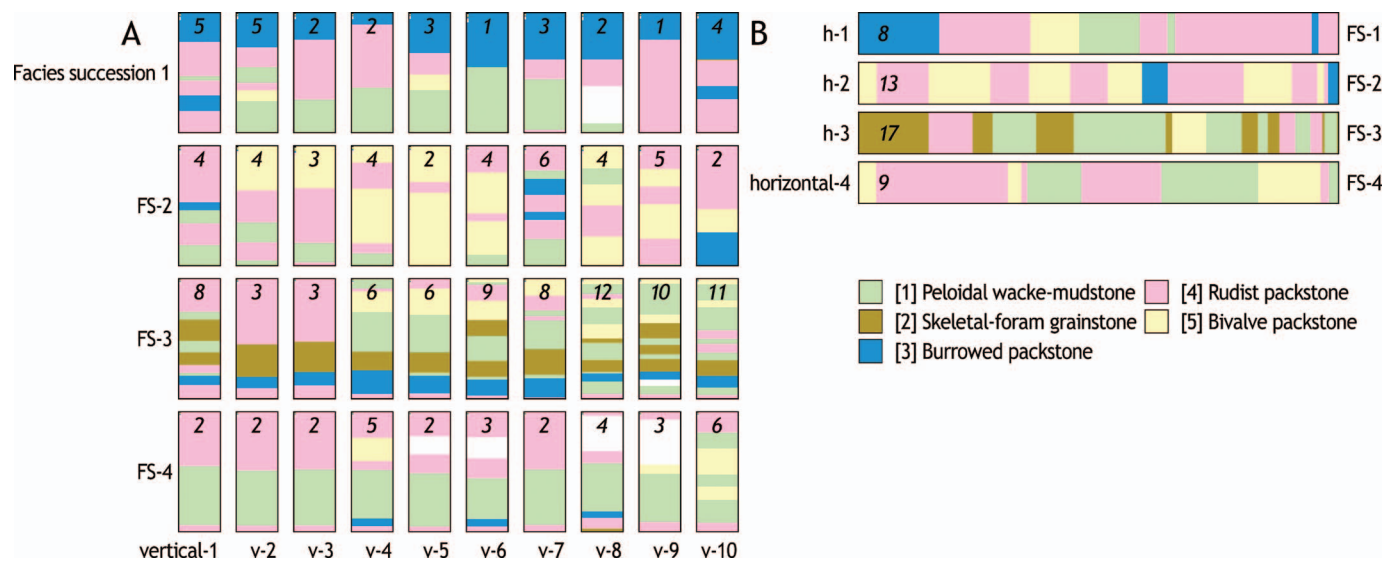 A
B
5 5 2 2 3 1 3 2 1 4
Facies succession 1
4 4 3 4 2 4 6 4 5 2
FS-2
8 3 3 6 6 9 8 12 10 11
FS-3
2 2 2 5 2 3 2 4 3 6
FS-4
vertical-1 v-2 v-3 v-4 v-5 v-6 v-7 v-8 v-9 v-10
h-1 8 FS-1
h-2 13 FS-2
h-3 17 FS-3
horizontal-4 9 FS-4
[1] Peloidal wacke-mudstone [4] Rudist packstone
[2] Skeletal-foram grainstone [5] Bivalve packstone
[3] Burrowed packstone